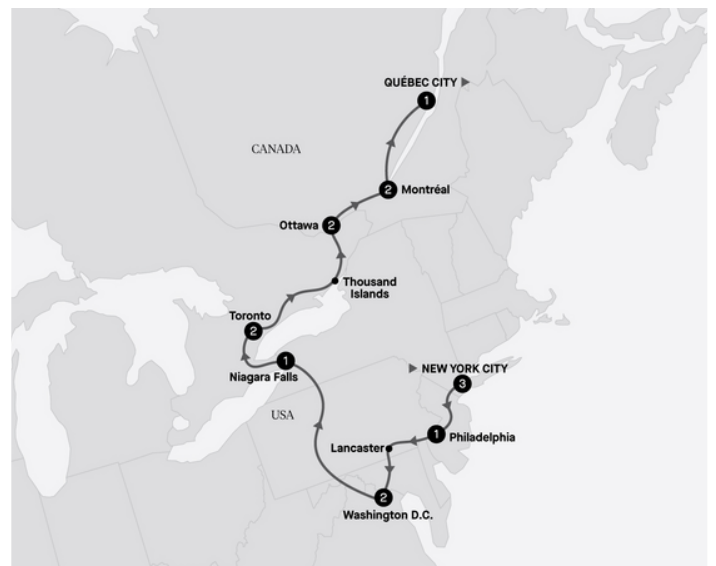 QUÉBEC CITY
1
CANADA
2
Montréal
Ottawa
2
Thousand
Islands
Toronto
2
1
Niagara Falls
NEW YORK CITY
3
USA
1
Philadelphia
Lancaster
2
Washington D.C.